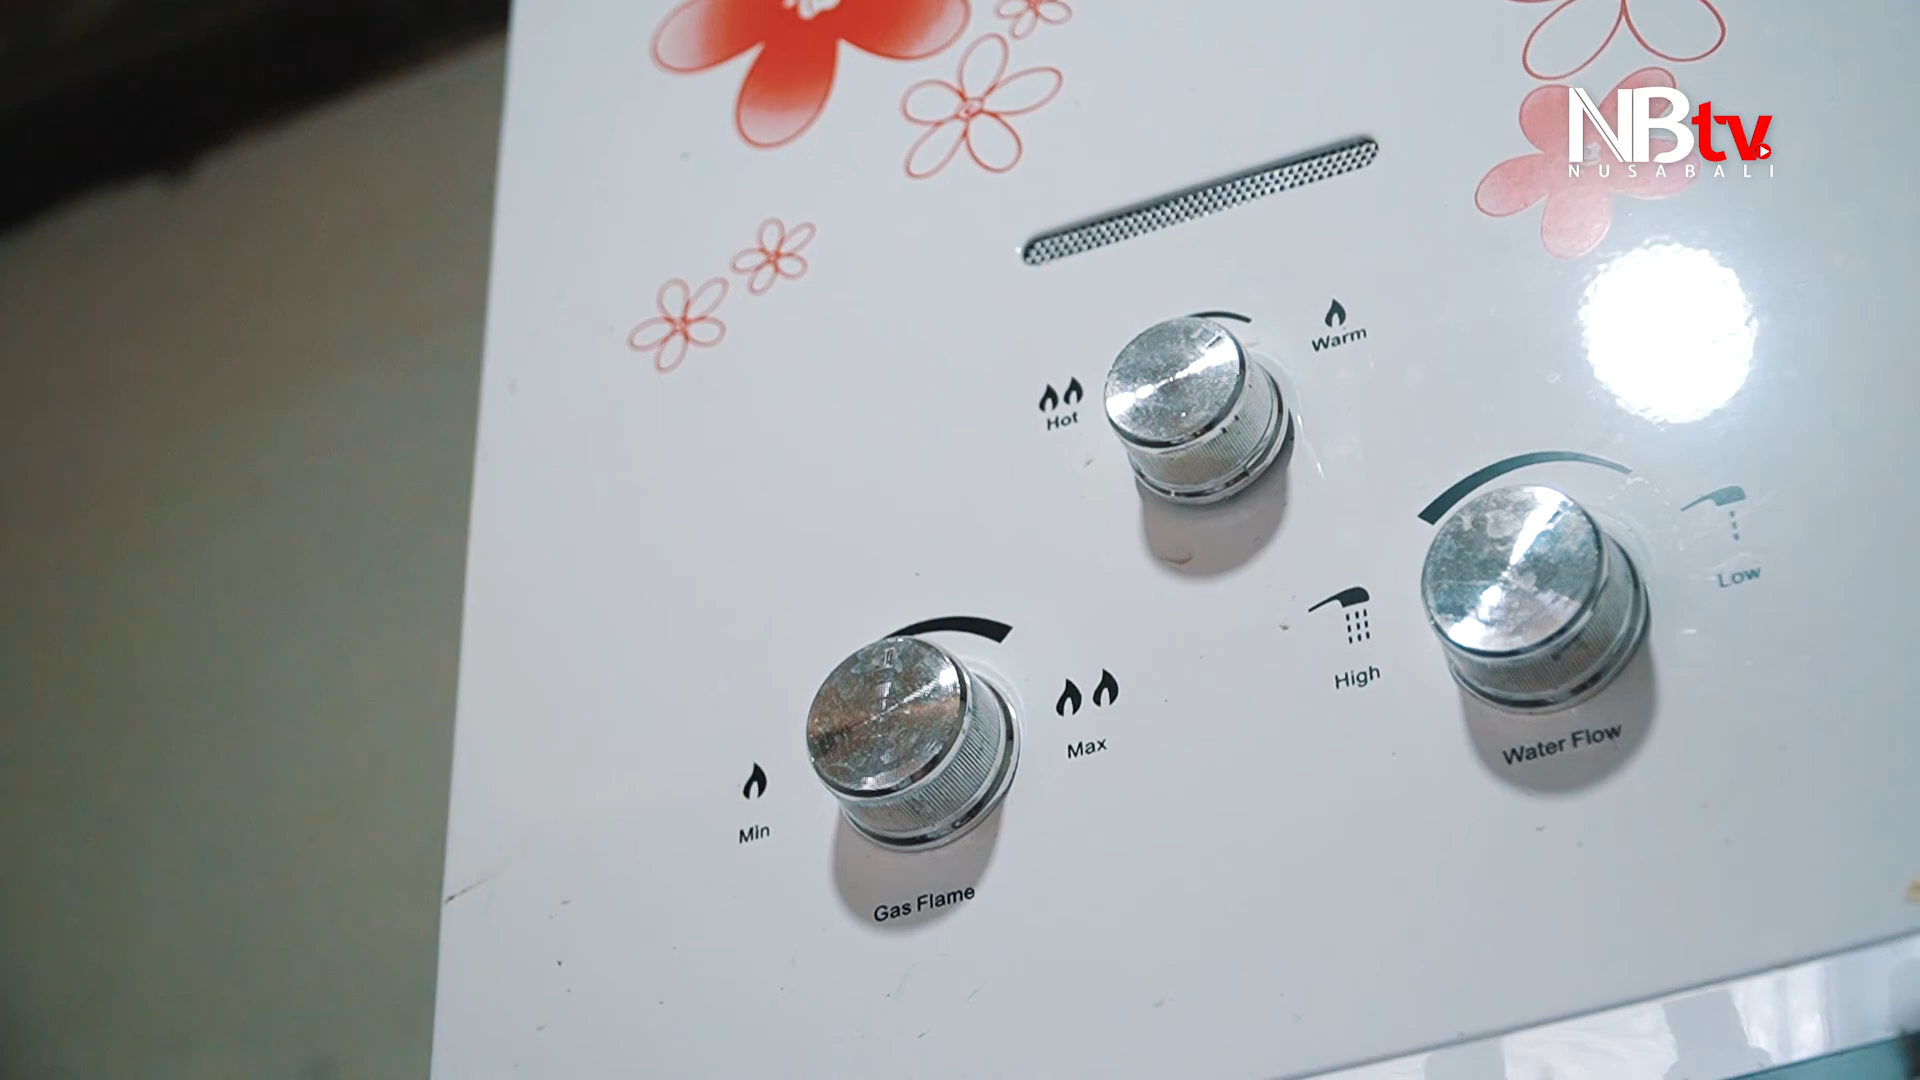 NBtv
NUSABALI
Warm
Hot
Low
High
Water Flow
Max
Min
Gas Flame